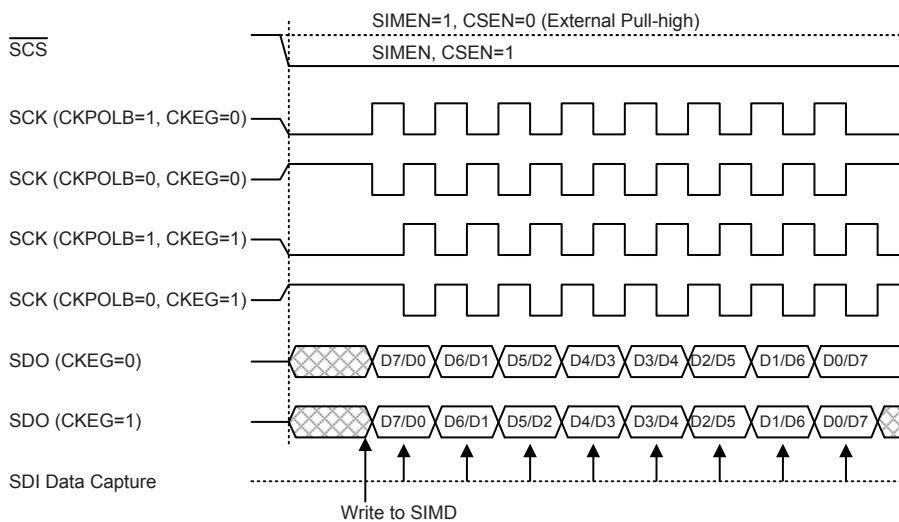 SIMEN=1, CSEN=0 (External Pull-high)
SCS
SIMEN, CSEN=1
SCK (CKPOLB=1, CKEG=0)
SCK (CKPOLB=0, CKEG=0)
SCK (CKPOLB=1, CKEG=1)
SCK (CKPOLB=0, CKEG=1)
SDO (CKEG=0) D7/D0 D6/D1 D5/D2 D4/D3 D3/D4 D2/D5 D1/D6 D0/D7
SDO (CKEG=1) D7/D0 D6/D1 D5/D2 D4/D3 D3/D4 D2/D5 D1/D6 D0/D7
SDI Data Capture
Write to SIMD